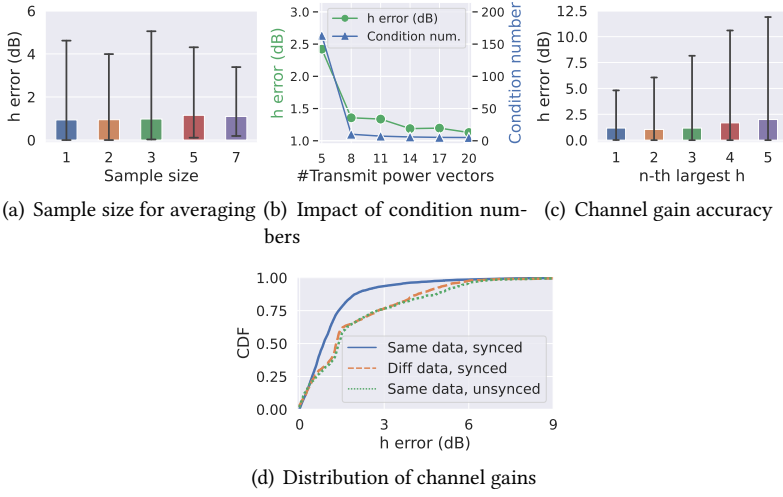 6
4
2
0
h error (dB)
1 2 3 5 7
Sample size
3.0
2.5
2.0
1.5
1.0
h error (dB)
h error (dB)
Condition num.
200
150
100
50
0
Condition number
5 8 11 14 17 20
#Transmit power vectors
12.5
10.0
7.5
5.0
2.5
0.0
h error (dB)
1 2 3 4 5
n-th largest h
(a) Sample size for averaging
(b) Impact of condition num-
bers
(c) Channel gain accuracy
1.00
0.75
0.50
0.25
0.00
CDF
Same data, synced
Diff data, synced
Same data, unsynced
0 3 6 9
h error (dB)
(d) Distribution of channel gains